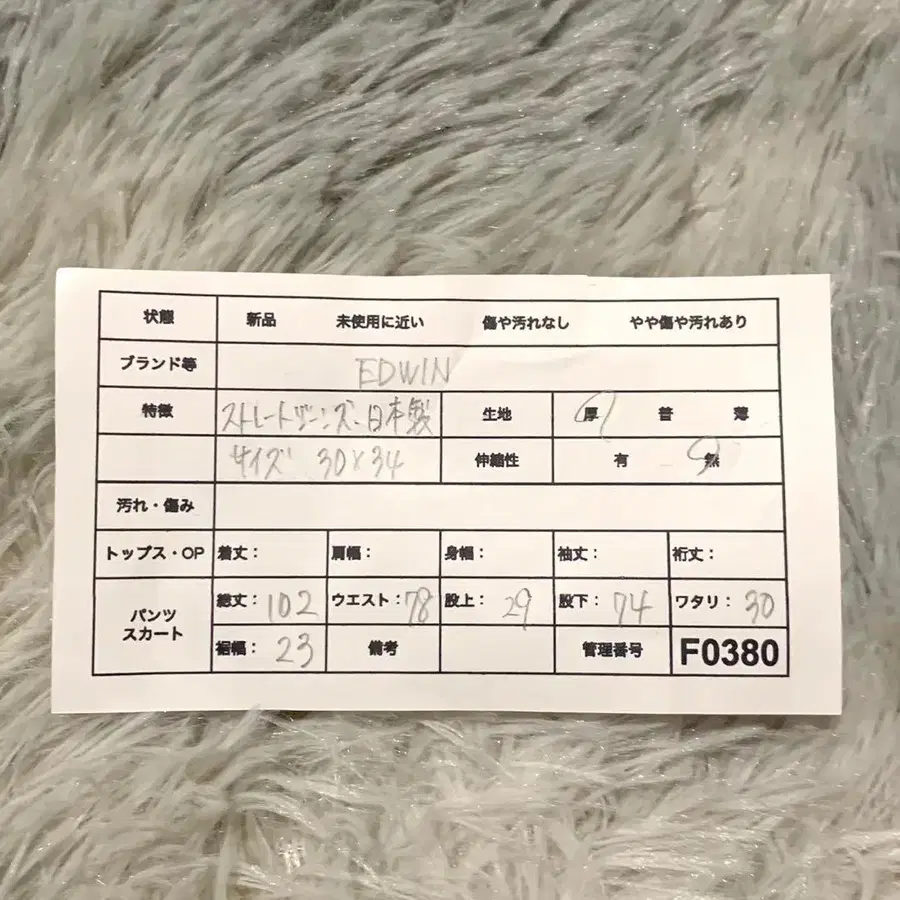 状態 新品 未使用に近い 傷や汚れなし やや傷や汚れあり
ブランド等 EDWIN
特徴 ストレートジーンズ、日本製 生地 厚 普 薄
サイズ 30×34 伸縮性 有 無
汚れ・傷み
トップス・OP 着丈： 肩幅： 身幅： 袖丈： 裄丈：
パンツ スカート 総丈：102 ウエスト：78 股上：29 股下：74 ワタリ：30
裾幅：23 備考 管理番号 F0380